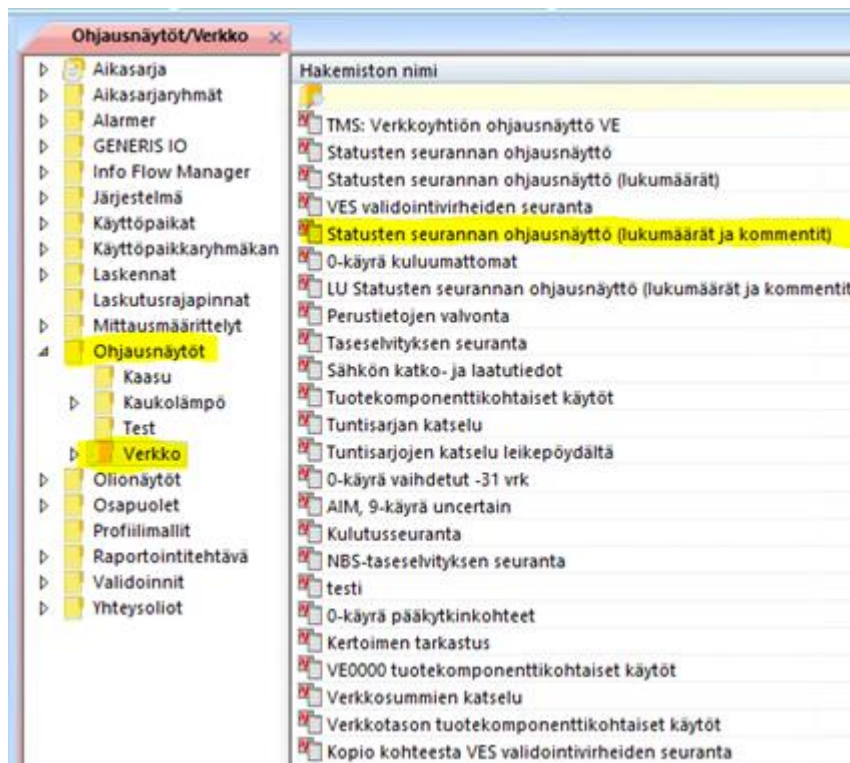 Ohjausnäytöt/Verkko
Aikasarja
Aikasarjaryhmät
Alarmer
GENERIS IO
Info Flow Manager
Järjestelmä
Käyttöpaikat
Käyttöpaikkaryhmäkan
Laskennat
Laskutusrajapinnat
Mittausmäärittelyt
Ohjausnäytöt
Kaasu
Kaukolämpö
Test
Verkko
Olionäytöt
Osapuolet
Profiilimallit
Raportointitehtävä
Validoinnit
Yhteysoliot
Hakemiston nimi
TMS: Verkkoyhtiön ohjausnäyttö VE
Statusten seurannan ohjausnäyttö
Statusten seurannan ohjausnäyttö (lukumäärät)
VES validointivirheiden seuranta
Statusten seurannan ohjausnäyttö (lukumäärät ja kommentit)
0-käyrä kuluumattomat
LU Statusten seurannan ohjausnäyttö (lukumäärät ja kommentit
Perustietojen valvonta
Taseselvityksen seuranta
Sähkön katko- ja laatutiedot
Tuotekomponenttikohtaiset käytöt
Tuntisarjan katselu
Tuntisarjojen katselu leikepöydältä
0-käyrä vaihdetut -31 vrk
AIM, 9-käyrä uncertain
Kulutusseuranta
NBS-taseselvityksen seuranta
testi
0-käyrä pääkytkinkohteet
Kertoimen tarkastus
VE0000 tuotekomponenttikohtaiset käytöt
Verkkosummien katselu
Verkkotason tuotekomponenttikohtaiset käytöt
Kopio kohteesta VES validointivirheiden seuranta